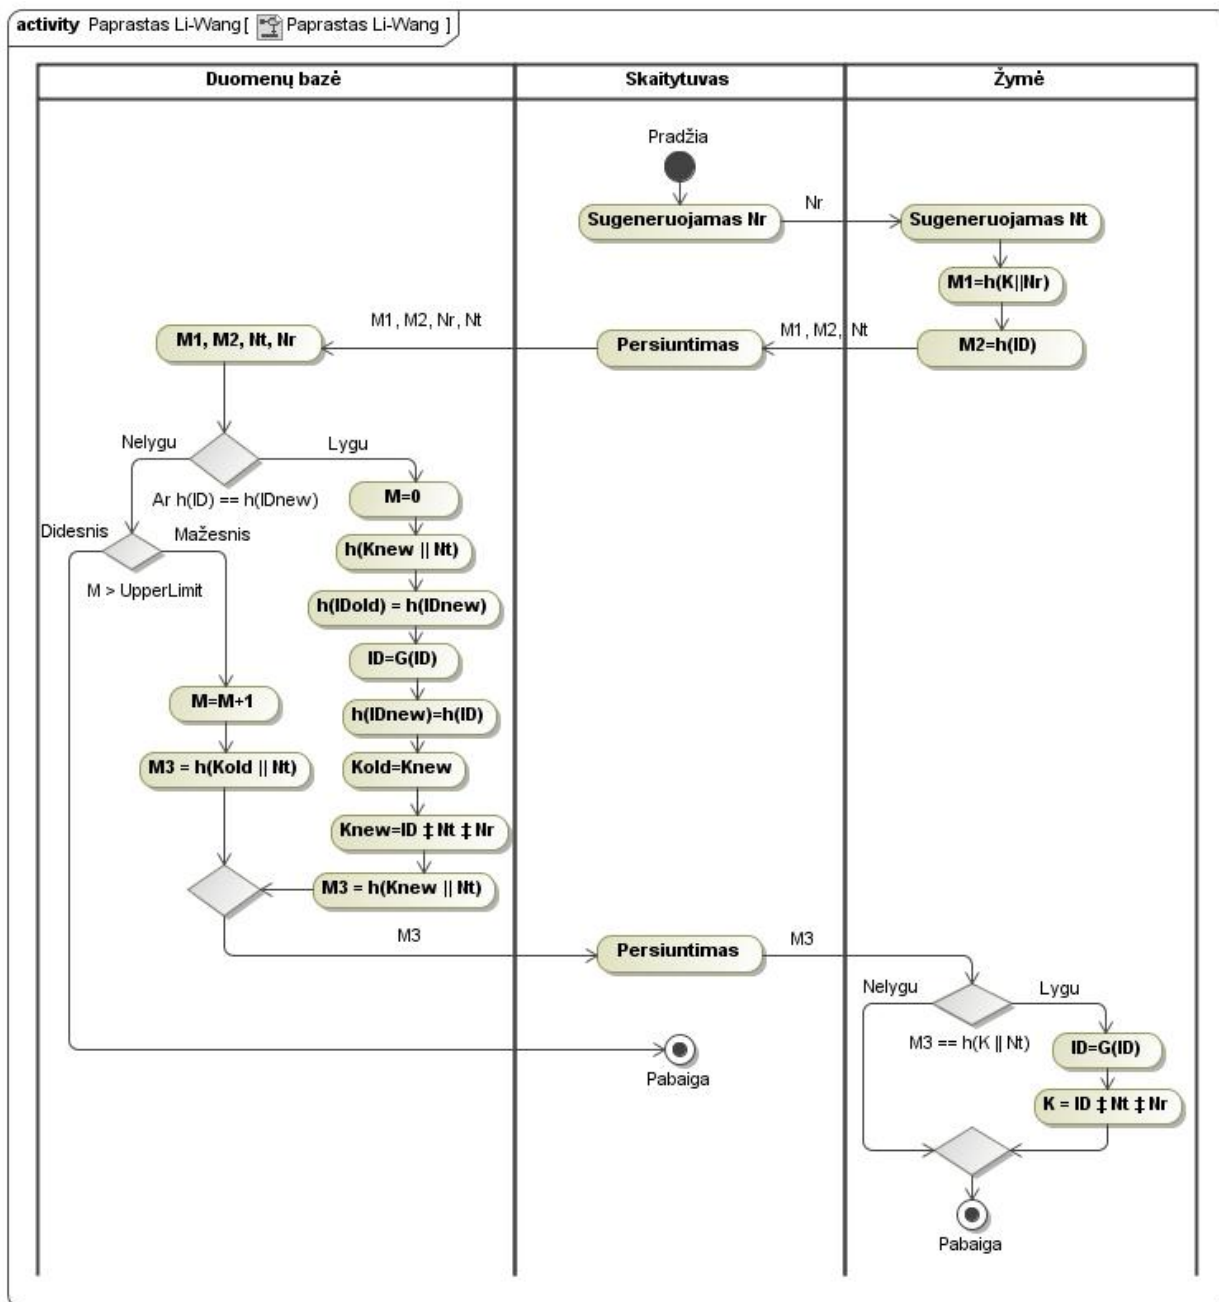 activity Paprastas Li-Wang [ Paprastas Li-Wang ]
Duomenų bazė
Skaitytuvas
Žymė
Pradžia
Sugeneruojamas Nr
Nr
Sugeneruojamas Nt
M1=h(K||Nr)
M2=h(ID)
M1, M2, Nt
Persiuntimas
M1, M2, Nr, Nt
M1, M2, Nt, Nr
Nelygu
Lygu
Ar h(ID) == h(IDnew)
Didesnis
Mažesnis
M > UpperLimit
M=0
h(Knew || Nt)
h(IDold) = h(IDnew)
ID=G(ID)
h(IDnew)=h(ID)
Kold=Knew
Knew=ID ‡ Nt ‡ Nr
M3 = h(Knew || Nt)
M=M+1
M3 = h(Kold || Nt)
M3
Persiuntimas
M3
Nelygu
Lygu
M3 == h(K || Nt)
ID=G(ID)
K = ID ‡ Nt ‡ Nr
Pabaiga
Pabaiga